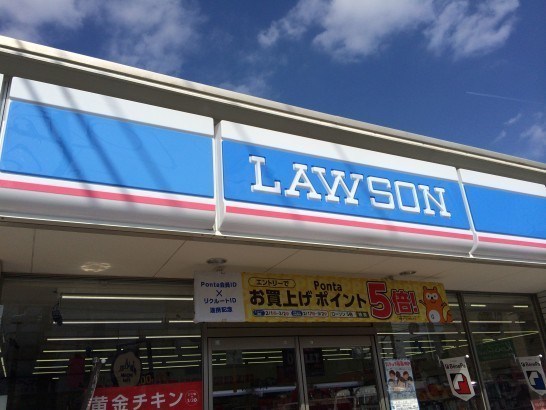 LAWSON
Ponta会員ID
×
リクルートID
連携記念
エントリーで
Ponta
お買上げポイント5倍!
黄金チキン
Benefit
Benefit